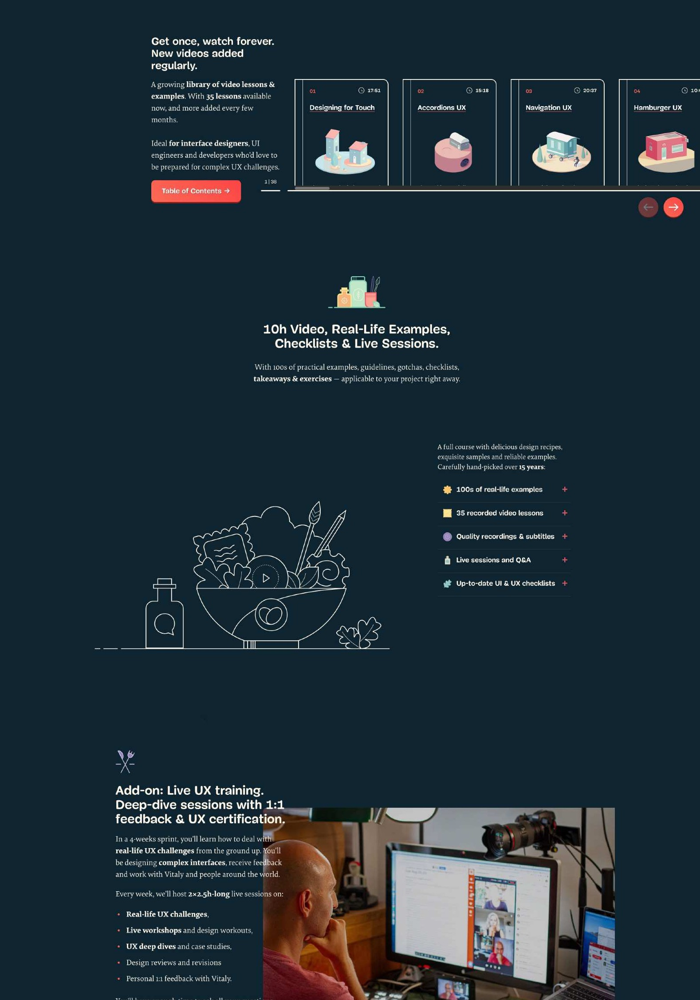 Get once, watch forever.
New videos added
regularly.
A growing library of video lessons &
examples. With 35 lessons available
now, and more added every few
months.
Ideal for interface designers, UI
engineers and developers who'd love to
be prepared for complex UX challenges.
Table of Contents →
1|38
01 17:51
Designing for Touch
02 15:18
Accordions UX
03 20:37
Navigation UX
04
Hamburger UX
10h Video, Real-Life Examples,
Checklists & Live Sessions.
With 100s of practical examples, guidelines, gotchas, checklists,
takeaways & exercises — applicable to your project right away.
A full course with delicious design recipes,
exquisite samples and reliable examples.
Carefully hand-picked over 15 years:
100s of real-life examples +
35 recorded video lessons +
Quality recordings & subtitles +
Live sessions and Q&A +
Up-to-date UI & UX checklists +
Add-on: Live UX training.
Deep-dive sessions with 1:1
feedback & UX certification.
In a 4-weeks sprint, you'll learn how to deal with
real-life UX challenges from the ground up. You'll
be designing complex interfaces, receive feedback
and work with Vitaly and people around the world.
Every week, we'll host 2×2.5h-long live sessions on:
• Real-life UX challenges,
• Live workshops and design workouts,
• UX deep dives and case studies,
• Design reviews and revisions
• Personal 1:1 feedback with Vitaly.